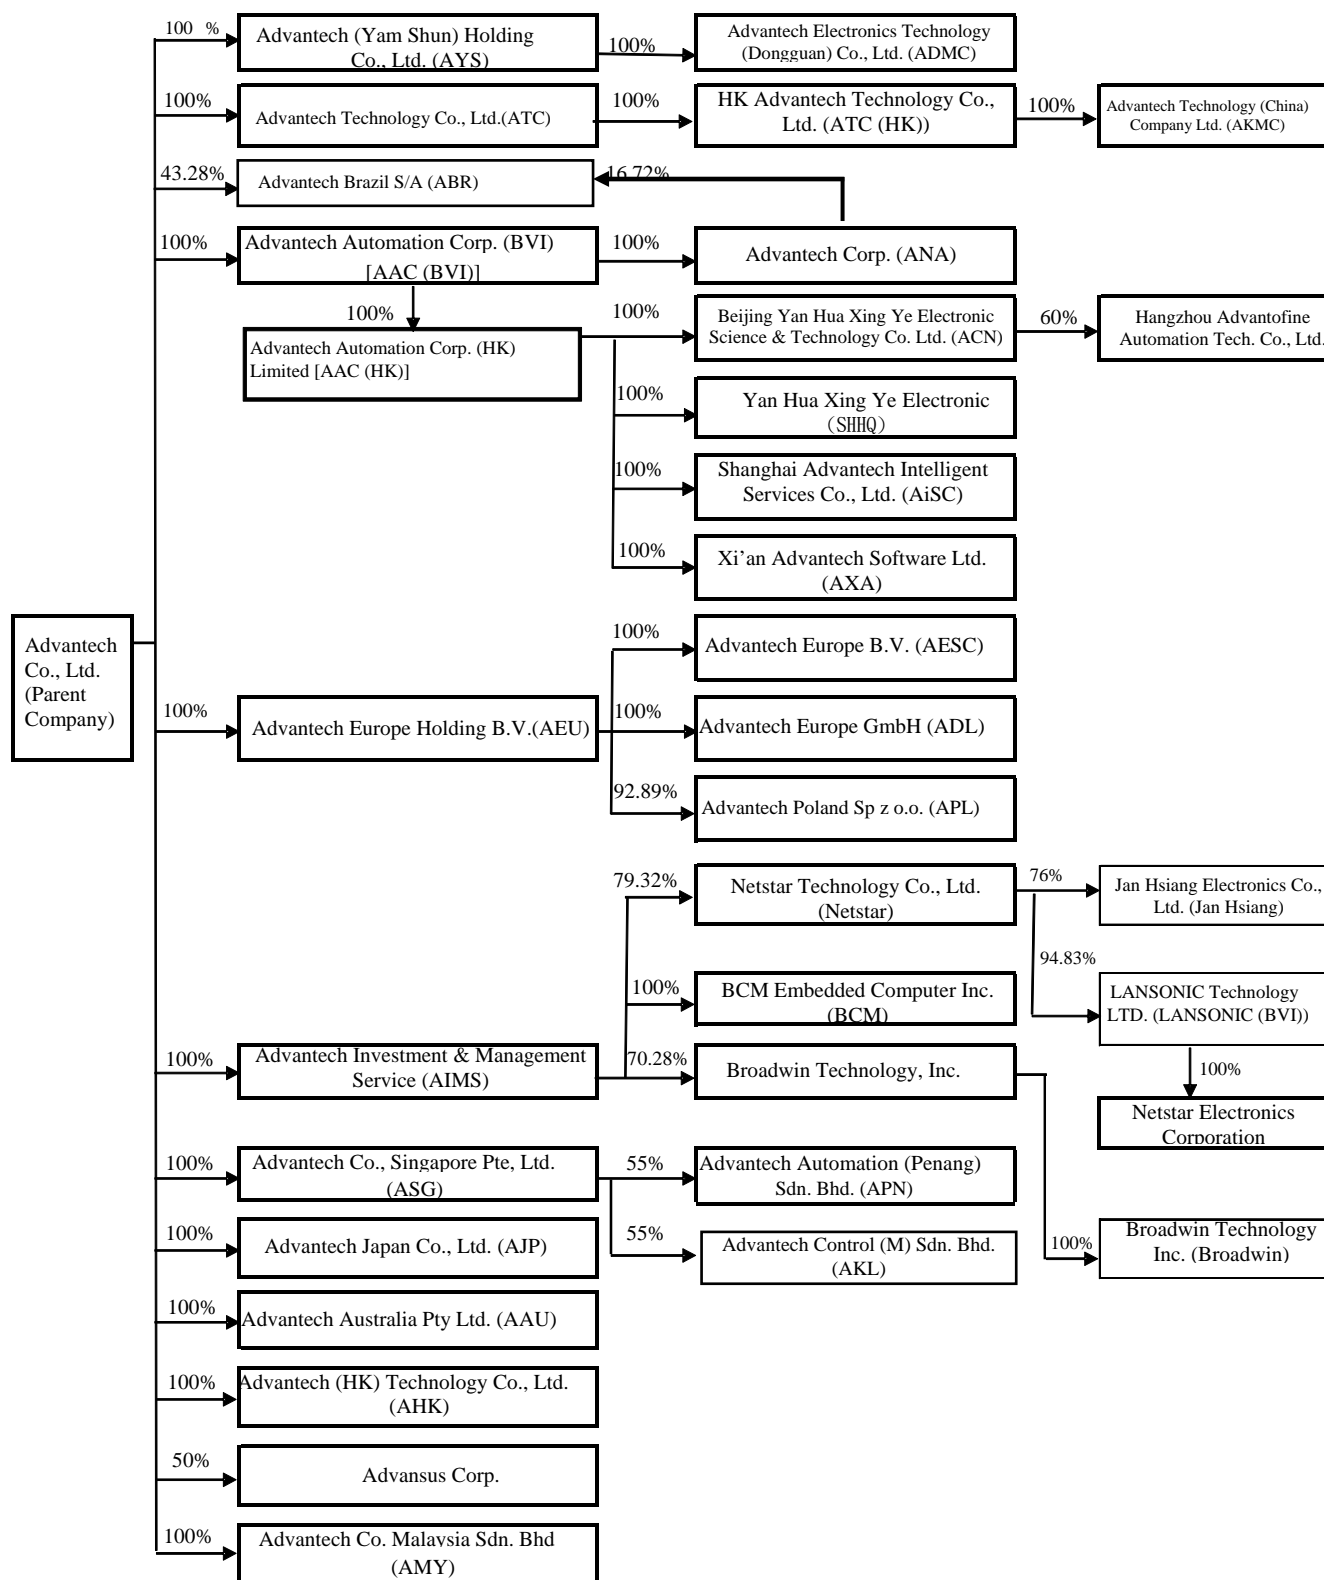 100 %
Advantech (Yam Shun) Holding
Co., Ltd. (AYS)
100%
Advantech Electronics Technology
(Dongguan) Co., Ltd. (ADMC)
100%
Advantech Technology Co., Ltd.(ATC)
100%
HK Advantech Technology Co.,
Ltd. (ATC (HK))
100%
Advantech Technology (China)
Company Ltd. (AKMC)
43.28%
Advantech Brazil S/A (ABR)
16.72%
100%
Advantech Automation Corp. (BVI)
[AAC (BVI)]
100%
Advantech Corp. (ANA)
100%
Advantech Automation Corp. (HK)
Limited [AAC (HK)]
100%
Beijing Yan Hua Xing Ye Electronic
Science & Technology Co. Ltd. (ACN)
60%
Hangzhou Advantofine
Automation Tech. Co., Ltd.
100%
Yan Hua Xing Ye Electronic
(SHHQ)
100%
Shanghai Advantech Intelligent
Services Co., Ltd. (AiSC)
100%
Xi’an Advantech Software Ltd.
(AXA)
Advantech
Co., Ltd.
(Parent
Company)
100%
Advantech Europe Holding B.V.(AEU)
100%
Advantech Europe B.V. (AESC)
100%
Advantech Europe GmbH (ADL)
92.89%
Advantech Poland Sp z o.o. (APL)
79.32%
Netstar Technology Co., Ltd.
(Netstar)
76%
Jan Hsiang Electronics Co.,
Ltd. (Jan Hsiang)
94.83%
LANSONIC Technology
LTD. (LANSONIC (BVI))
100%
Netstar Electronics
Corporation
100%
BCM Embedded Computer Inc.
(BCM)
100%
Advantech Investment & Management
Service (AIMS)
70.28%
Broadwin Technology, Inc.
100%
Broadwin Technology
Inc. (Broadwin)
100%
Advantech Co., Singapore Pte, Ltd.
(ASG)
55%
Advantech Automation (Penang)
Sdn. Bhd. (APN)
55%
Advantech Control (M) Sdn. Bhd.
(AKL)
100%
Advantech Japan Co., Ltd. (AJP)
100%
Advantech Australia Pty Ltd. (AAU)
100%
Advantech (HK) Technology Co., Ltd.
(AHK)
50%
Advansus Corp.
100%
Advantech Co. Malaysia Sdn. Bhd
(AMY)